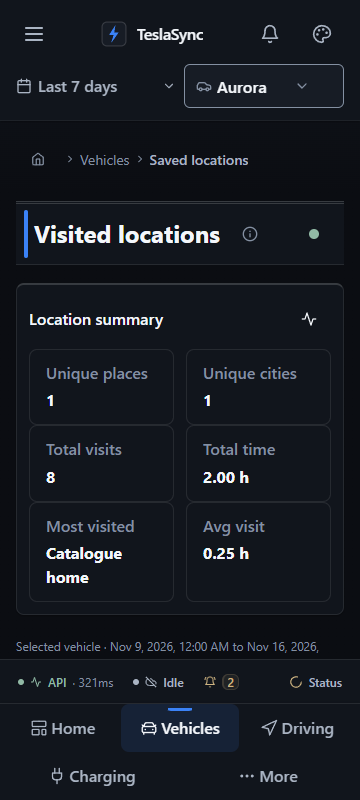 TeslaSync
Last 7 days
Aurora
Vehicles
Saved locations
Visited locations
Location summary
Unique places
1
Unique cities
1
Total visits
8
Total time
2.00 h
Most visited
Catalogue
home
Avg visit
0.25 h
Selected vehicle · Nov 9, 2026, 12:00 AM to Nov 16, 2026,
API · 321ms
Idle
2
Status
Home
Vehicles
Driving
Charging
More